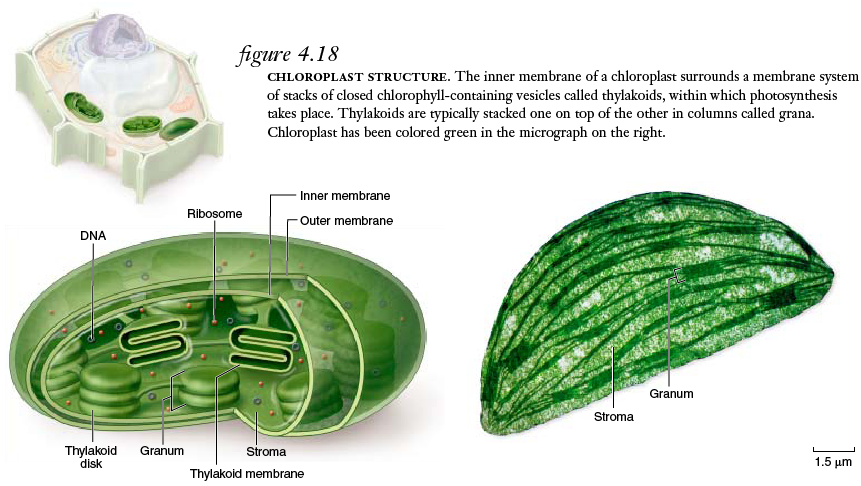 figure 4.18
CHLOROPLAST STRUCTURE. The inner membrane of a chloroplast surrounds a membrane system
of stacks of closed chlorophyll-containing vesicles called thylakoids, within which photosynthesis
takes place. Thylakoids are typically stacked one on top of the other in columns called grana.
Chloroplast has been colored green in the micrograph on the right.
Inner membrane
Ribosome
Outer membrane
DNA
Granum
Stroma
Thylakoid
disk
Granum
Stroma
Thylakoid membrane
1.5 µm